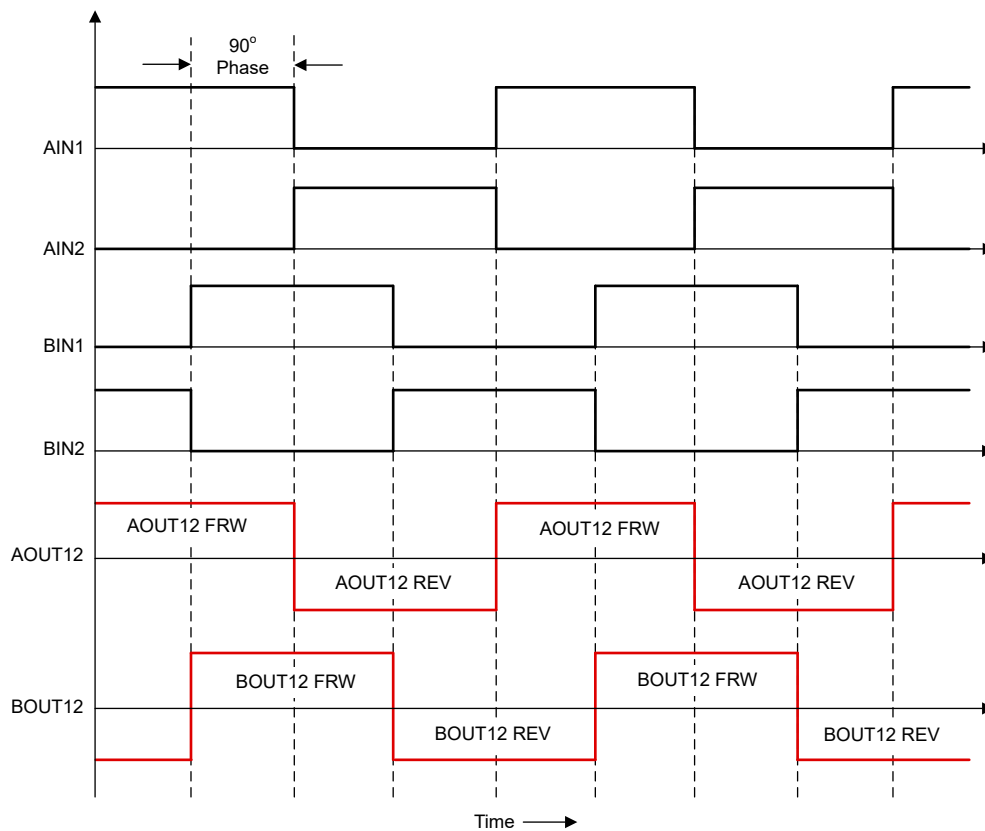 90°
Phase
AIN1
AIN2
BIN1
BIN2
AOUT12 FRW
AOUT12 FRW
AOUT12
AOUT12 REV
AOUT12 REV
BOUT12 FRW
BOUT12 FRW
BOUT12
BOUT12 REV
BOUT12 REV
Time